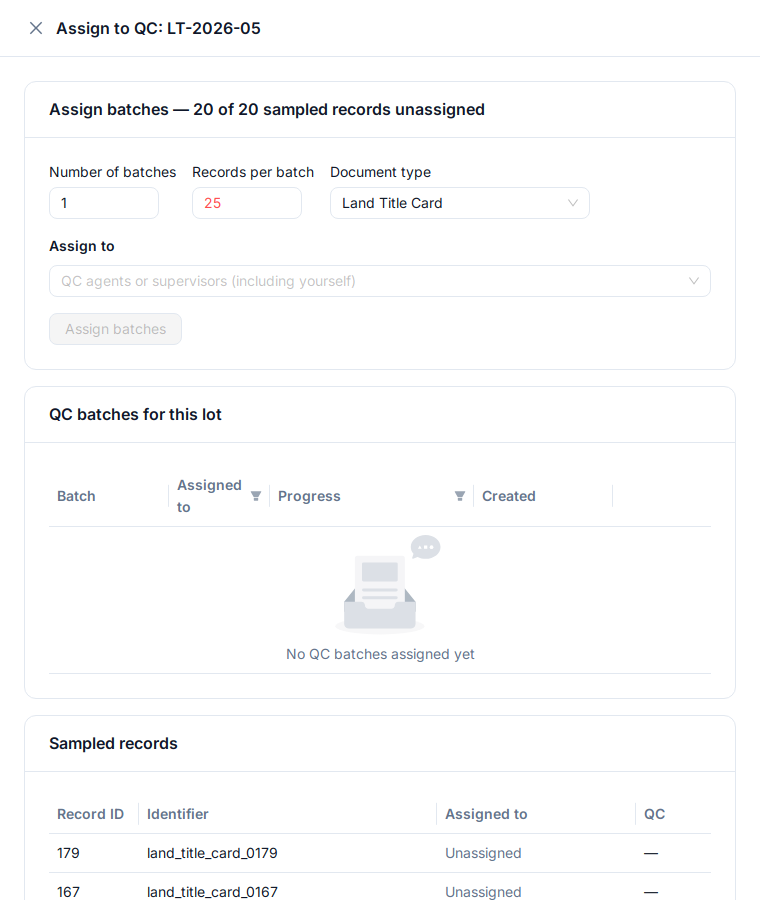 Assign to QC: LT-2026-05
Assign batches — 20 of 20 sampled records unassigned
Number of batches Records per batch Document type
1 25 Land Title Card
Assign to
QC agents or supervisors (including yourself)
Assign batches
QC batches for this lot
Batch Assigned to Progress Created
No QC batches assigned yet
Sampled records
Record ID Identifier Assigned to QC
179 land_title_card_0179 Unassigned —
167 land_title_card_0167 Unassigned —